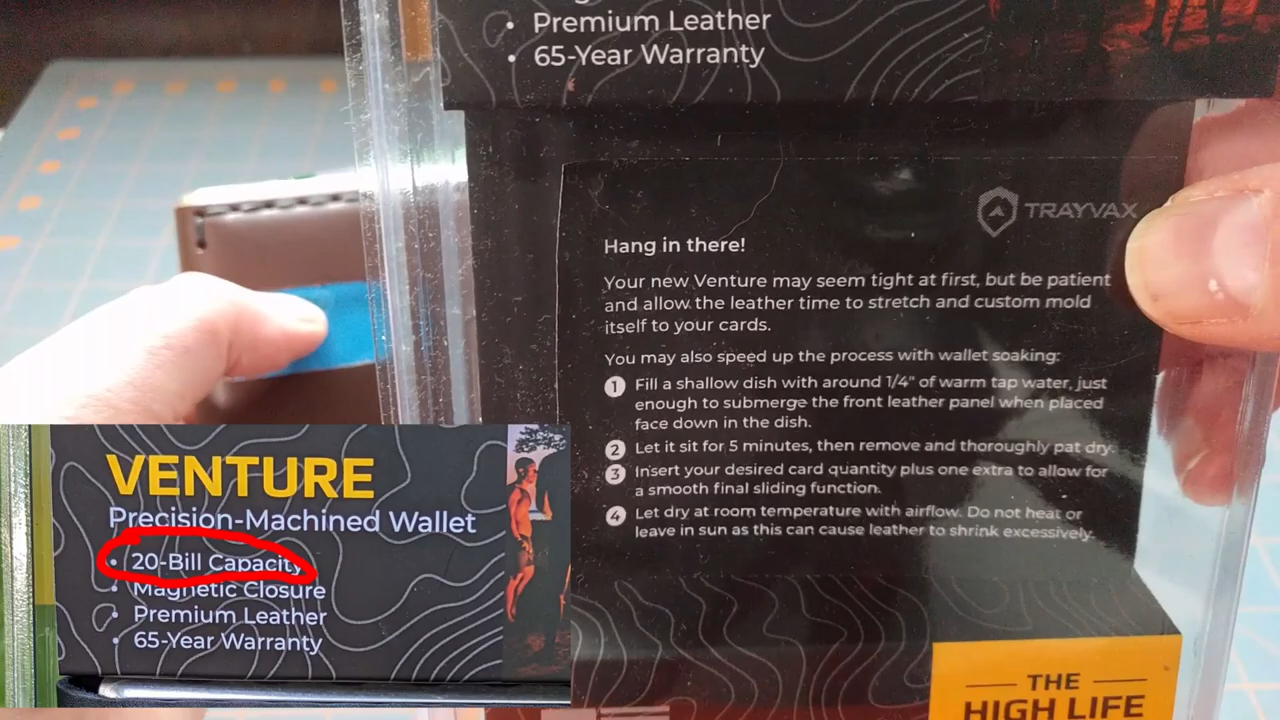 • Premium Leather
• 65-Year Warranty
TRAYVAX
Hang in there!
Your new Venture may seem tight at first, but be patient
and allow the leather time to stretch and custom mold
itself to your cards.
You may also speed up the process with wallet soaking:
1 Fill a shallow dish with around 1/4" of warm tap water, just
enough to submerge the front leather panel when placed
face down in the dish.
2 Let it sit for 5 minutes, then remove and thoroughly pat dry.
3 Insert your desired card quantity plus one extra to allow for
a smooth final sliding function.
4 Let dry at room temperature with airflow. Do not heat or
leave in sun as this can cause leather to shrink excessively.
THE
HIGH LIFE
VENTURE
Precision-Machined Wallet
• 20-Bill Capacity
• Magnetic Closure
• Premium Leather
• 65-Year Warranty